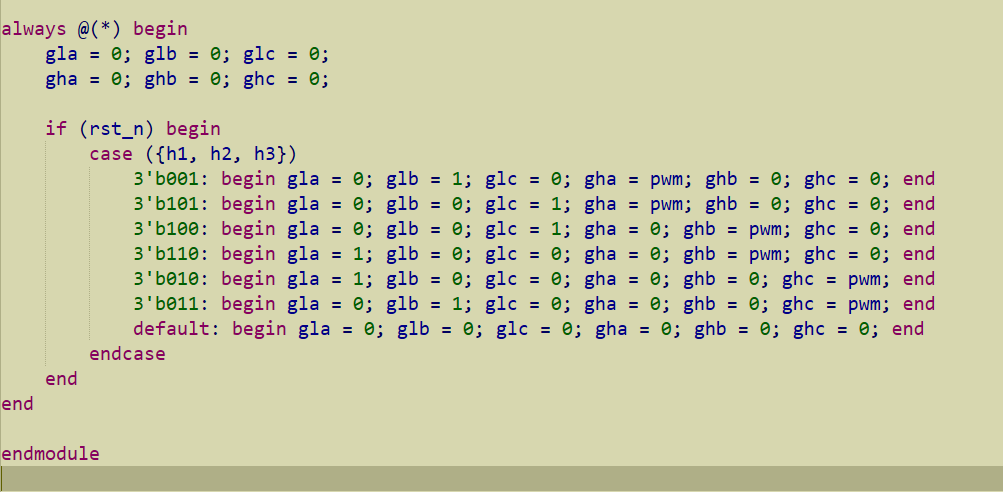 always @(*) begin
gla = 0; glb = 0; glc = 0;
gha = 0; ghb = 0; ghc = 0;
if (rst_n) begin
case ({h1, h2, h3})
3'b001: begin gla = 0; glb = 1; glc = 0; gha = pwm; ghb = 0; ghc = 0; end
3'b101: begin gla = 0; glb = 0; glc = 1; gha = pwm; ghb = 0; ghc = 0; end
3'b100: begin gla = 0; glb = 0; glc = 1; gha = 0; ghb = pwm; ghc = 0; end
3'b110: begin gla = 1; glb = 0; glc = 0; gha = 0; ghb = pwm; ghc = 0; end
3'b010: begin gla = 1; glb = 0; glc = 0; gha = 0; ghb = 0; ghc = pwm; end
3'b011: begin gla = 0; glb = 1; glc = 0; gha = 0; ghb = 0; ghc = pwm; end
default: begin gla = 0; glb = 0; glc = 0; gha = 0; ghb = 0; ghc = 0; end
endcase
end
end
endmodule